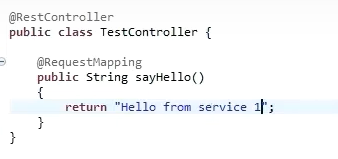 @RestController
public class TestController {
@RequestMapping
public String sayHello()
{
return "Hello from service 1";
}
}